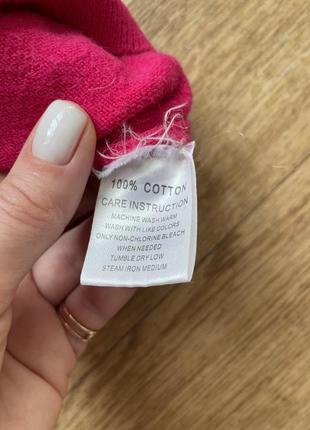 100% COTTON
CARE INSTRUCTION
MACHINE WASH WARM
WASH WITH LIKE COLORS
ONLY NON-CHLORINE BLEACH
WHEN NEEDED
TUMBLE DRY LOW
STEAM IRON MEDIUM